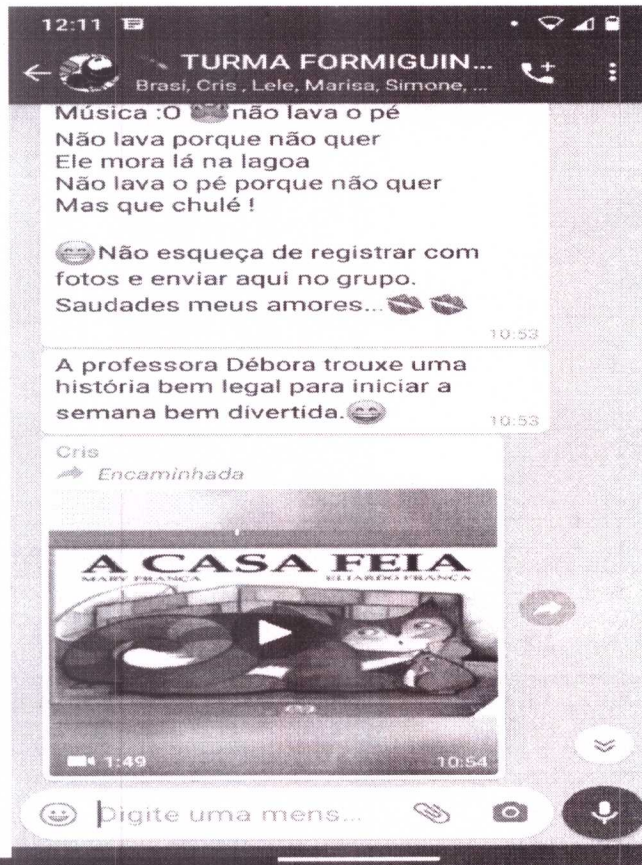 12:11
TURMA FORMIGUIN...
Brasi, Cris , Lele, Marisa, Simone, ...
Música :O 🐸 não lava o pé
Não lava porque não quer
Ele mora lá na lagoa
Não lava o pé porque não quer
Mas que chulé !
😁Não esqueça de registrar com
fotos e enviar aqui no grupo.
Saudades meus amores...💋💋
10:53
A professora Débora trouxe uma
história bem legal para iniciar a
semana bem divertida.😄
10:53
Cris
Encaminhada
A CASA FEIA
MARY FRANÇA ELIARDO FRANÇA
1:49 10:54
Digite uma mens...